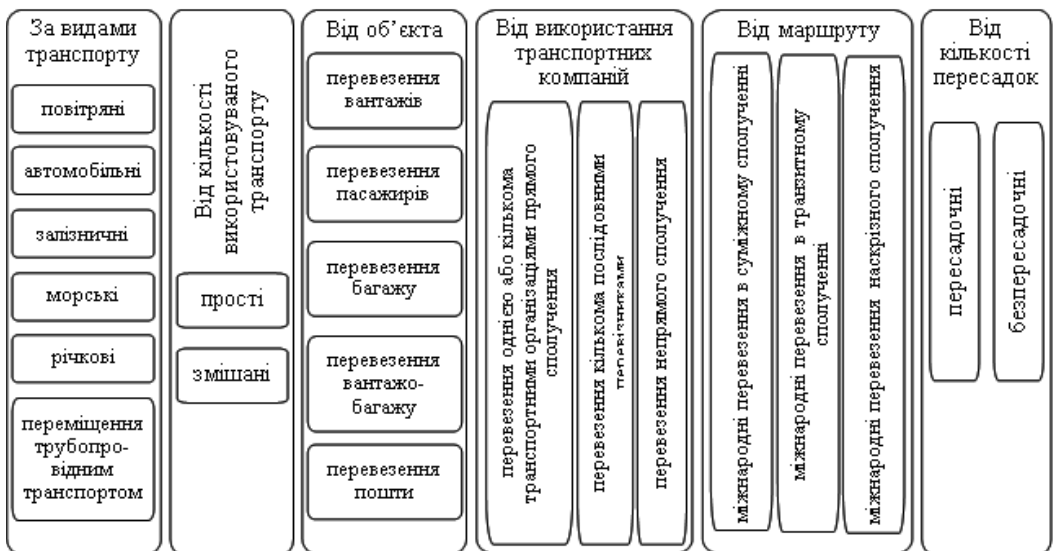 За видами
транспорту
повітряні
автомобільні
залізничні
морські
річкові
переміщення
трубопро-
відним
транспортом
Від кількості
використовуваного
транспорту
прості
змішані
Від об’єкта
перевезення
вантажів
перевезення
пасажирів
перевезення
багажу
перевезення
вантажо-
багажу
перевезення
пошти
Від використання
транспортних
компаній
перевезення однією або кількома
транспортними організаціями прямого
сполучення
перевезення кількома послідовними
перевізниками
перевезення непрямого сполучення
Від маршруту
міжнародні перевезення в суміжному сполученні
міжнародні перевезення в транзитному
сполученні
міжнародні перевезення наскрізного сполучення
Від
кількості
пересадок
пересадочні
безпересадочні